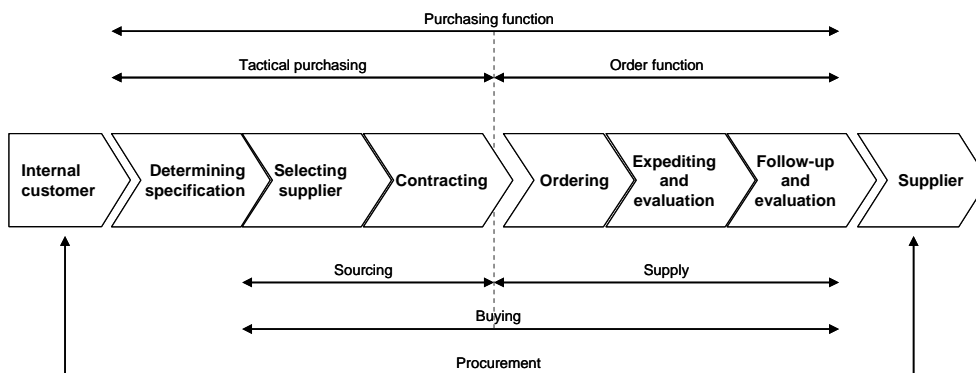 Purchasing function
Tactical purchasing
Order function
Internal
customer
Determining
specification
Selecting
supplier
Contracting
Ordering
Expediting
and
evaluation
Follow-up
and
evaluation
Supplier
Sourcing
Supply
Buying
Procurement